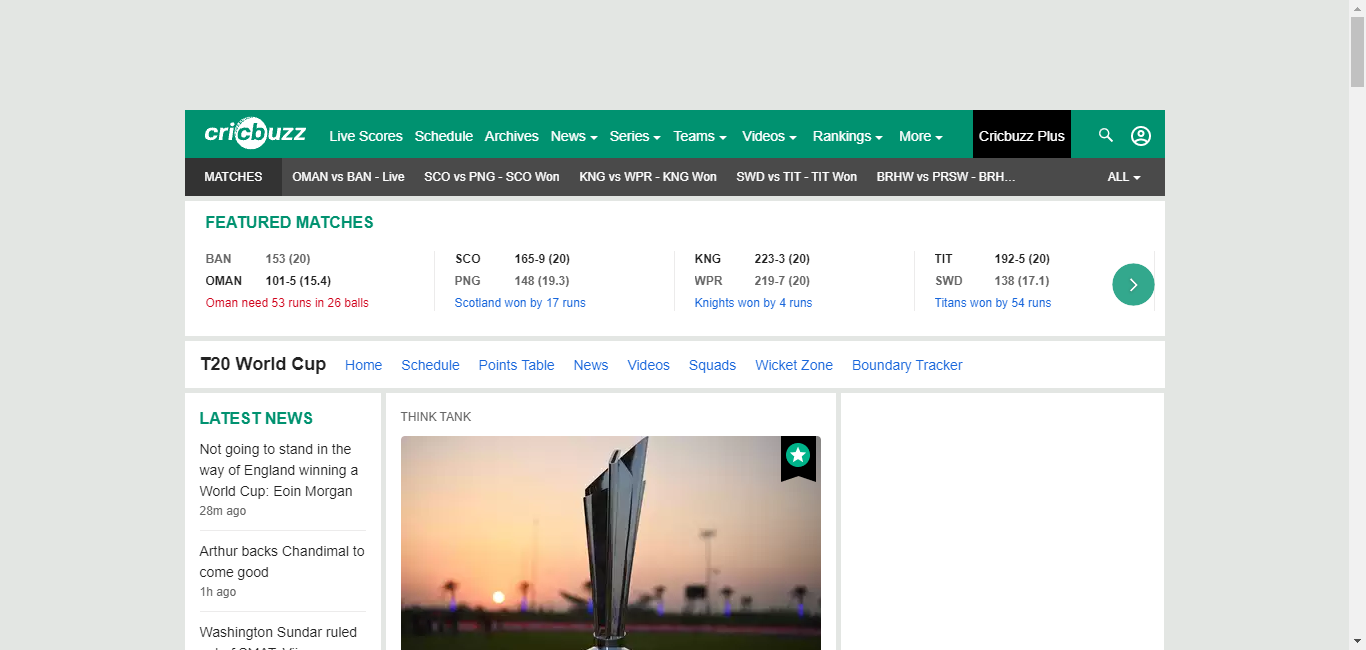 cricbuzz Live Scores Schedule Archives News Series Teams Videos Rankings More Cricbuzz Plus
MATCHES OMAN vs BAN - Live SCO vs PNG - SCO Won KNG vs WPR - KNG Won SWD vs TIT - TIT Won BRHW vs PRSW - BRH... ALL
FEATURED MATCHES
BAN 153 (20)
OMAN 101-5 (15.4)
Oman need 53 runs in 26 balls
SCO 165-9 (20)
PNG 148 (19.3)
Scotland won by 17 runs
KNG 223-3 (20)
WPR 219-7 (20)
Knights won by 4 runs
TIT 192-5 (20)
SWD 138 (17.1)
Titans won by 54 runs
T20 World Cup Home Schedule Points Table News Videos Squads Wicket Zone Boundary Tracker
LATEST NEWS
Not going to stand in the
way of England winning a
World Cup: Eoin Morgan
28m ago
Arthur backs Chandimal to
come good
1h ago
Washington Sundar ruled
THINK TANK